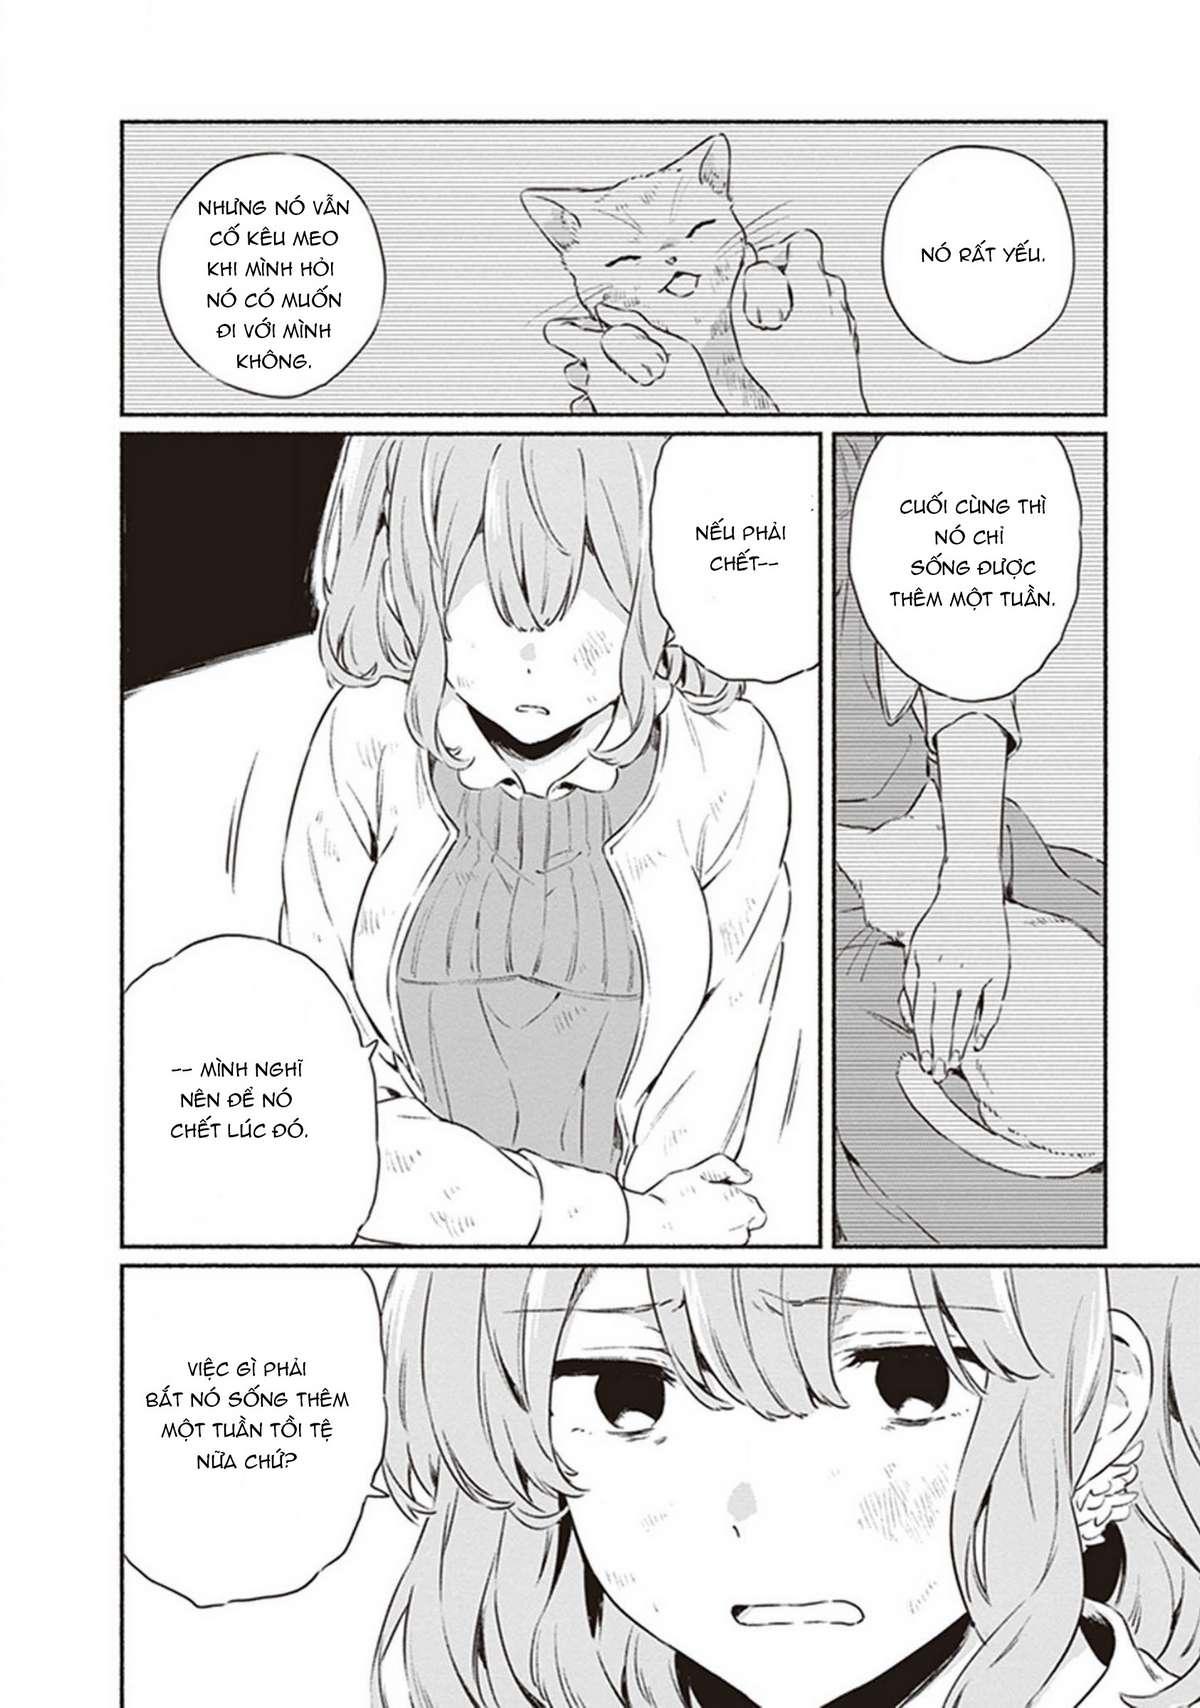 NÓ RẤT YẾU.
NHƯNG NÓ VẪN
CỐ KÊU MEO
KHI MÌNH HỎI
NÓ CÓ MUỐN
ĐI VỚI MÌNH
KHÔNG.
CUỐI CÙNG THÌ
NÓ CHỈ
SỐNG ĐƯỢC
THÊM MỘT TUẦN.
NẾU PHẢI
CHẾT--
-- MÌNH NGHĨ
NÊN ĐỂ NÓ
CHẾT LÚC ĐÓ.
VIỆC GÌ PHẢI
BẮT NÓ SỐNG THÊM
MỘT TUẦN TỒI TỆ
NỮA CHỨ?